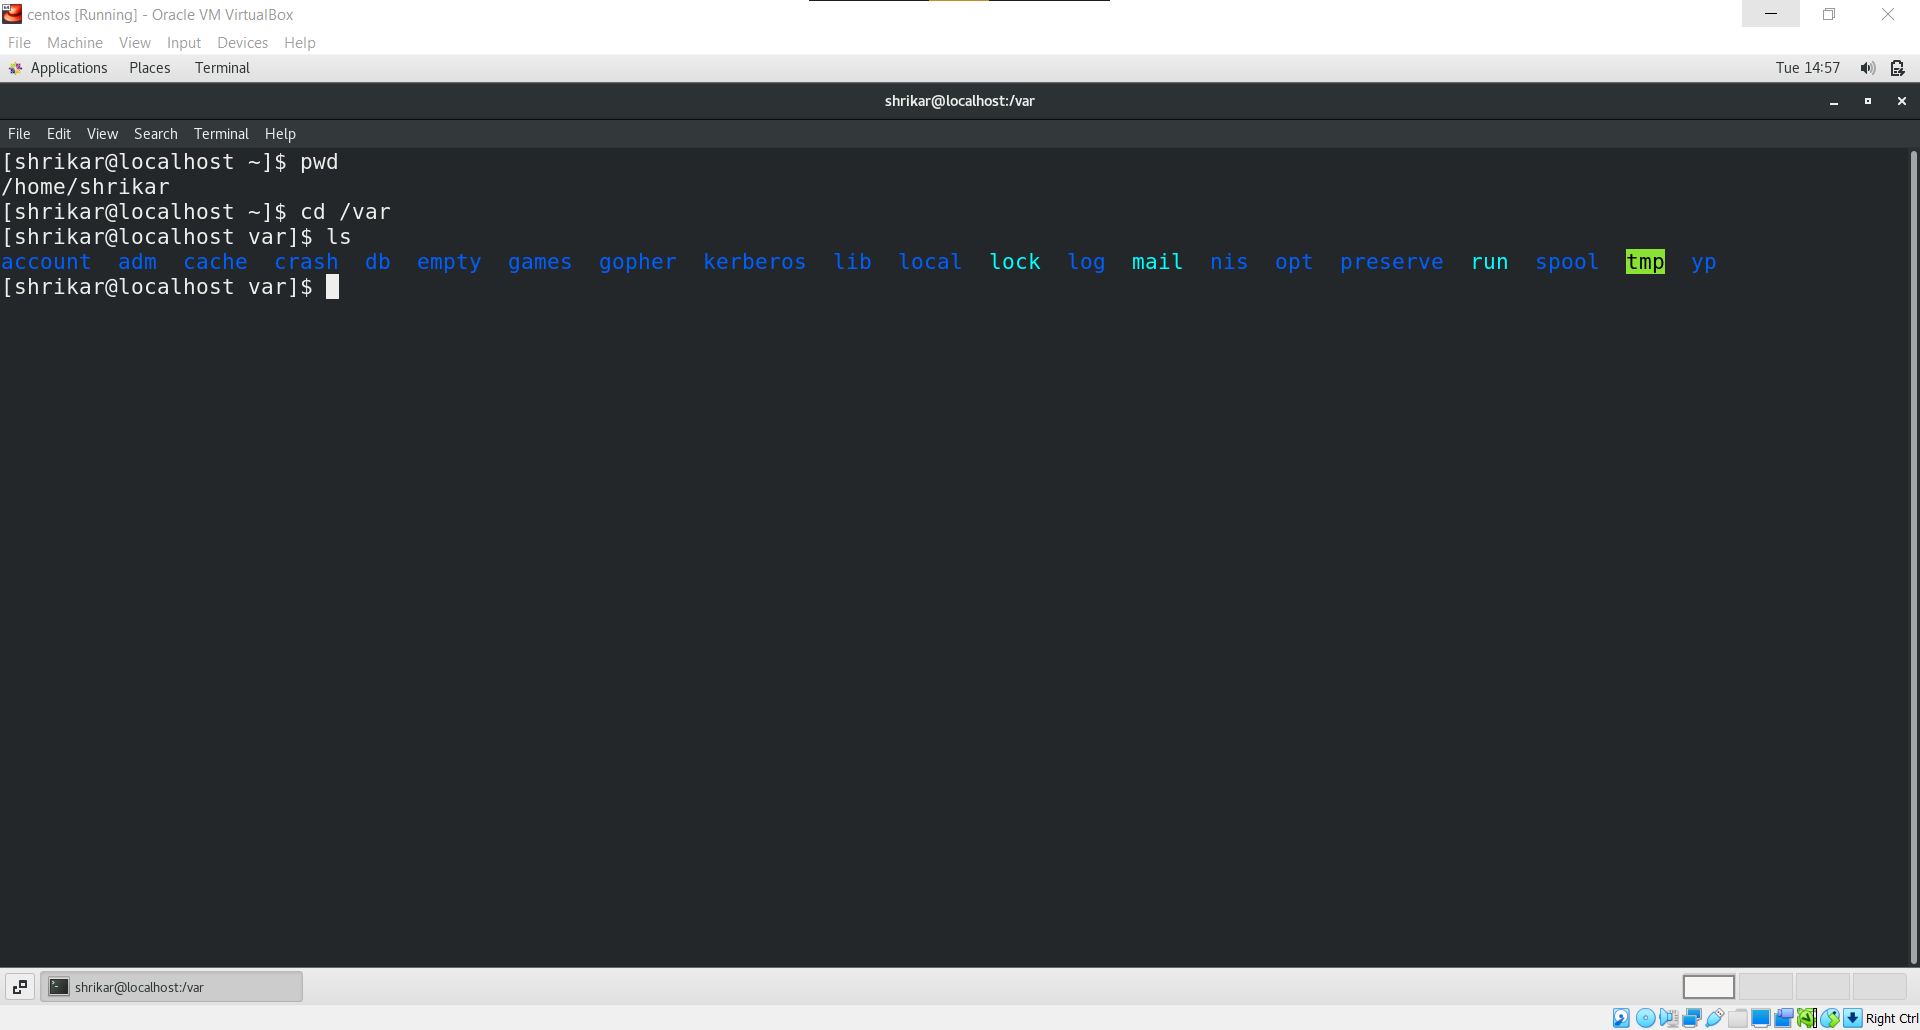 centos [Running] - Oracle VM VirtualBox
File Machine View Input Devices Help
Applications Places Terminal Tue 14:57
shrikar@localhost:/var
File Edit View Search Terminal Help
[shrikar@localhost ~]$ pwd
/home/shrikar
[shrikar@localhost ~]$ cd /var
[shrikar@localhost var]$ ls
account adm cache crash db empty games gopher kerberos lib local lock log mail nis opt preserve run spool tmp yp
[shrikar@localhost var]$
shrikar@localhost:/var
Right Ctrl